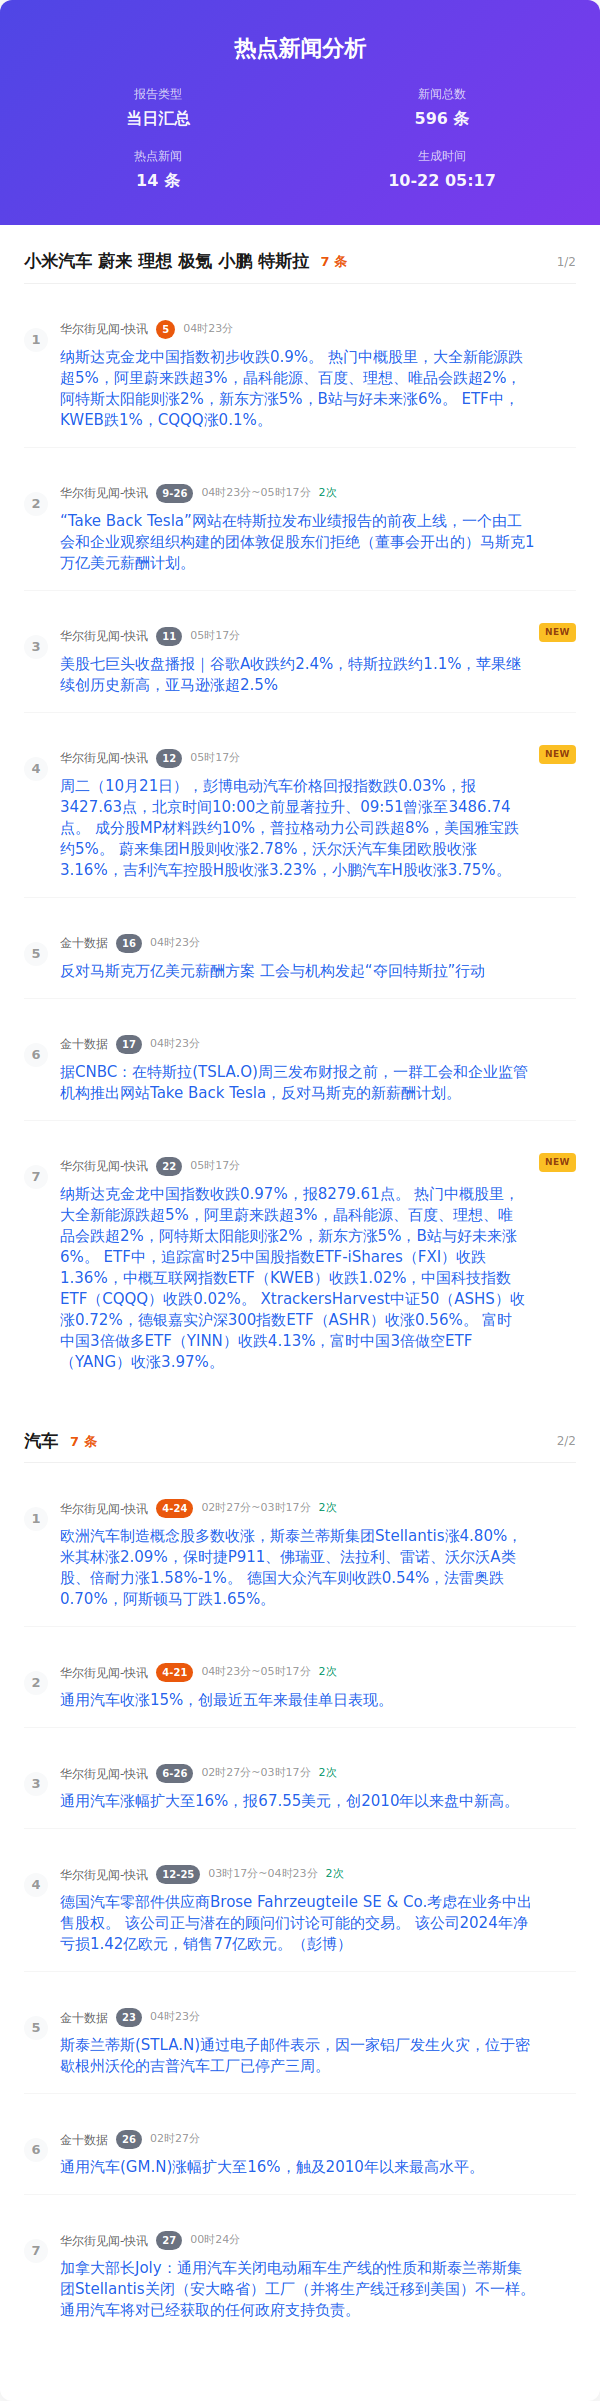 热点新闻分析
报告类型
新闻总数
当日汇总
596 条
热点新闻
生成时间
14 条
10-22 05:17
小米汽车 蔚来 理想 极氪 小鹏 特斯拉 7 条 1/2
1
华尔街见闻-快讯 5 04时23分
纳斯达克金龙中国指数初步收跌0.9%。 热门中概股里，大全新能源跌
超5%，阿里蔚来跌超3%，晶科能源、百度、理想、唯品会跌超2%，
阿特斯太阳能则涨2%，新东方涨5%，B站与好未来涨6%。 ETF中，
KWEB跌1%，CQQQ涨0.1%。
2
华尔街见闻-快讯 9-26 04时23分~05时17分 2次
“Take Back Tesla”网站在特斯拉发布业绩报告的前夜上线，一个由工
会和企业观察组织构建的团体敦促股东们拒绝（董事会开出的）马斯克1
万亿美元薪酬计划。
3
华尔街见闻-快讯 11 05时17分 NEW
美股七巨头收盘播报｜谷歌A收跌约2.4%，特斯拉跌约1.1%，苹果继
续创历史新高，亚马逊涨超2.5%
4
华尔街见闻-快讯 12 05时17分 NEW
周二（10月21日），彭博电动汽车价格回报指数跌0.03%，报
3427.63点，北京时间10:00之前显著拉升、09:51曾涨至3486.74
点。 成分股MP材料跌约10%，普拉格动力公司跌超8%，美国雅宝跌
约5%。 蔚来集团H股则收涨2.78%，沃尔沃汽车集团欧股收涨
3.16%，吉利汽车控股H股收涨3.23%，小鹏汽车H股收涨3.75%。
5
金十数据 16 04时23分
反对马斯克万亿美元薪酬方案 工会与机构发起“夺回特斯拉”行动
6
金十数据 17 04时23分
据CNBC：在特斯拉(TSLA.O)周三发布财报之前，一群工会和企业监管
机构推出网站Take Back Tesla，反对马斯克的新薪酬计划。
7
华尔街见闻-快讯 22 05时17分 NEW
纳斯达克金龙中国指数收跌0.97%，报8279.61点。 热门中概股里，
大全新能源跌超5%，阿里蔚来跌超3%，晶科能源、百度、理想、唯
品会跌超2%，阿特斯太阳能则涨2%，新东方涨5%，B站与好未来涨
6%。 ETF中，追踪富时25中国股指数ETF-iShares（FXI）收跌
1.36%，中概互联网指数ETF（KWEB）收跌1.02%，中国科技指数
ETF（CQQQ）收跌0.02%。 XtrackersHarvest中证50（ASHS）收
涨0.72%，德银嘉实沪深300指数ETF（ASHR）收涨0.56%。 富时
中国3倍做多ETF（YINN）收跌4.13%，富时中国3倍做空ETF
（YANG）收涨3.97%。
汽车 7 条 2/2
1
华尔街见闻-快讯 4-24 02时27分~03时17分 2次
欧洲汽车制造概念股多数收涨，斯泰兰蒂斯集团Stellantis涨4.80%，
米其林涨2.09%，保时捷P911、佛瑞亚、法拉利、雷诺、沃尔沃A类
股、倍耐力涨1.58%-1%。 德国大众汽车则收跌0.54%，法雷奥跌
0.70%，阿斯顿马丁跌1.65%。
2
华尔街见闻-快讯 4-21 04时23分~05时17分 2次
通用汽车收涨15%，创最近五年来最佳单日表现。
3
华尔街见闻-快讯 6-26 02时27分~03时17分 2次
通用汽车涨幅扩大至16%，报67.55美元，创2010年以来盘中新高。
4
华尔街见闻-快讯 12-25 03时17分~04时23分 2次
德国汽车零部件供应商Brose Fahrzeugteile SE & Co.考虑在业务中出
售股权。 该公司正与潜在的顾问们讨论可能的交易。 该公司2024年净
亏损1.42亿欧元，销售77亿欧元。（彭博）
5
金十数据 23 04时23分
斯泰兰蒂斯(STLA.N)通过电子邮件表示，因一家铝厂发生火灾，位于密
歇根州沃伦的吉普汽车工厂已停产三周。
6
金十数据 26 02时27分
通用汽车(GM.N)涨幅扩大至16%，触及2010年以来最高水平。
7
华尔街见闻-快讯 27 00时24分
加拿大部长Joly：通用汽车关闭电动厢车生产线的性质和斯泰兰蒂斯集
团Stellantis关闭（安大略省）工厂（并将生产线迁移到美国）不一样。
通用汽车将对已经获取的任何政府支持负责。